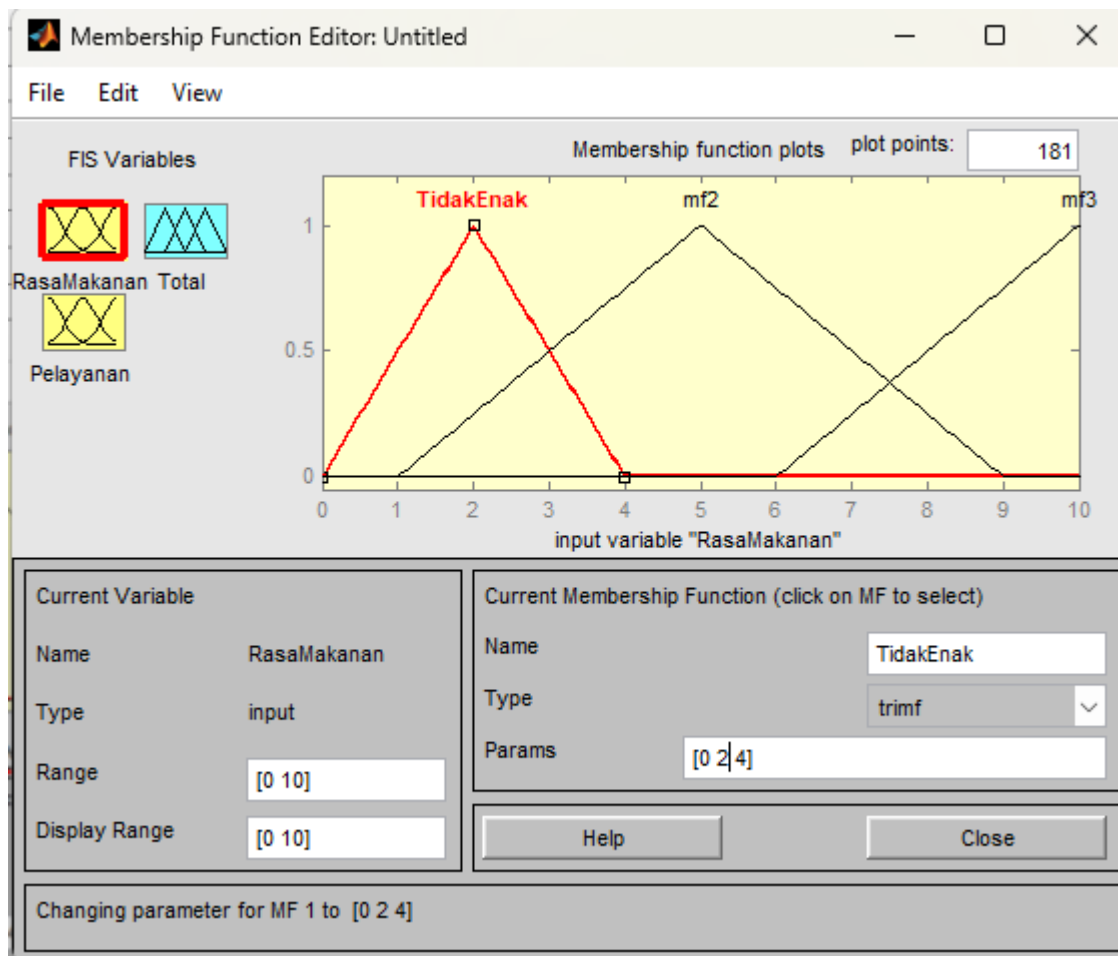 Membership Function Editor: Untitled
File Edit View
FIS Variables
RasaMakanan Total
Pelayanan
Membership function plots plot points: 181
TidakEnak mf2 mf3
1
0.5
0
0 1 2 3 4 5 6 7 8 9 10
input variable "RasaMakanan"
Current Variable
Name RasaMakanan
Type input
Range [0 10]
Display Range [0 10]
Current Membership Function (click on MF to select)
Name TidakEnak
Type trimf
Params [0 2 4]
Help Close
Changing parameter for MF 1 to [0 2 4]